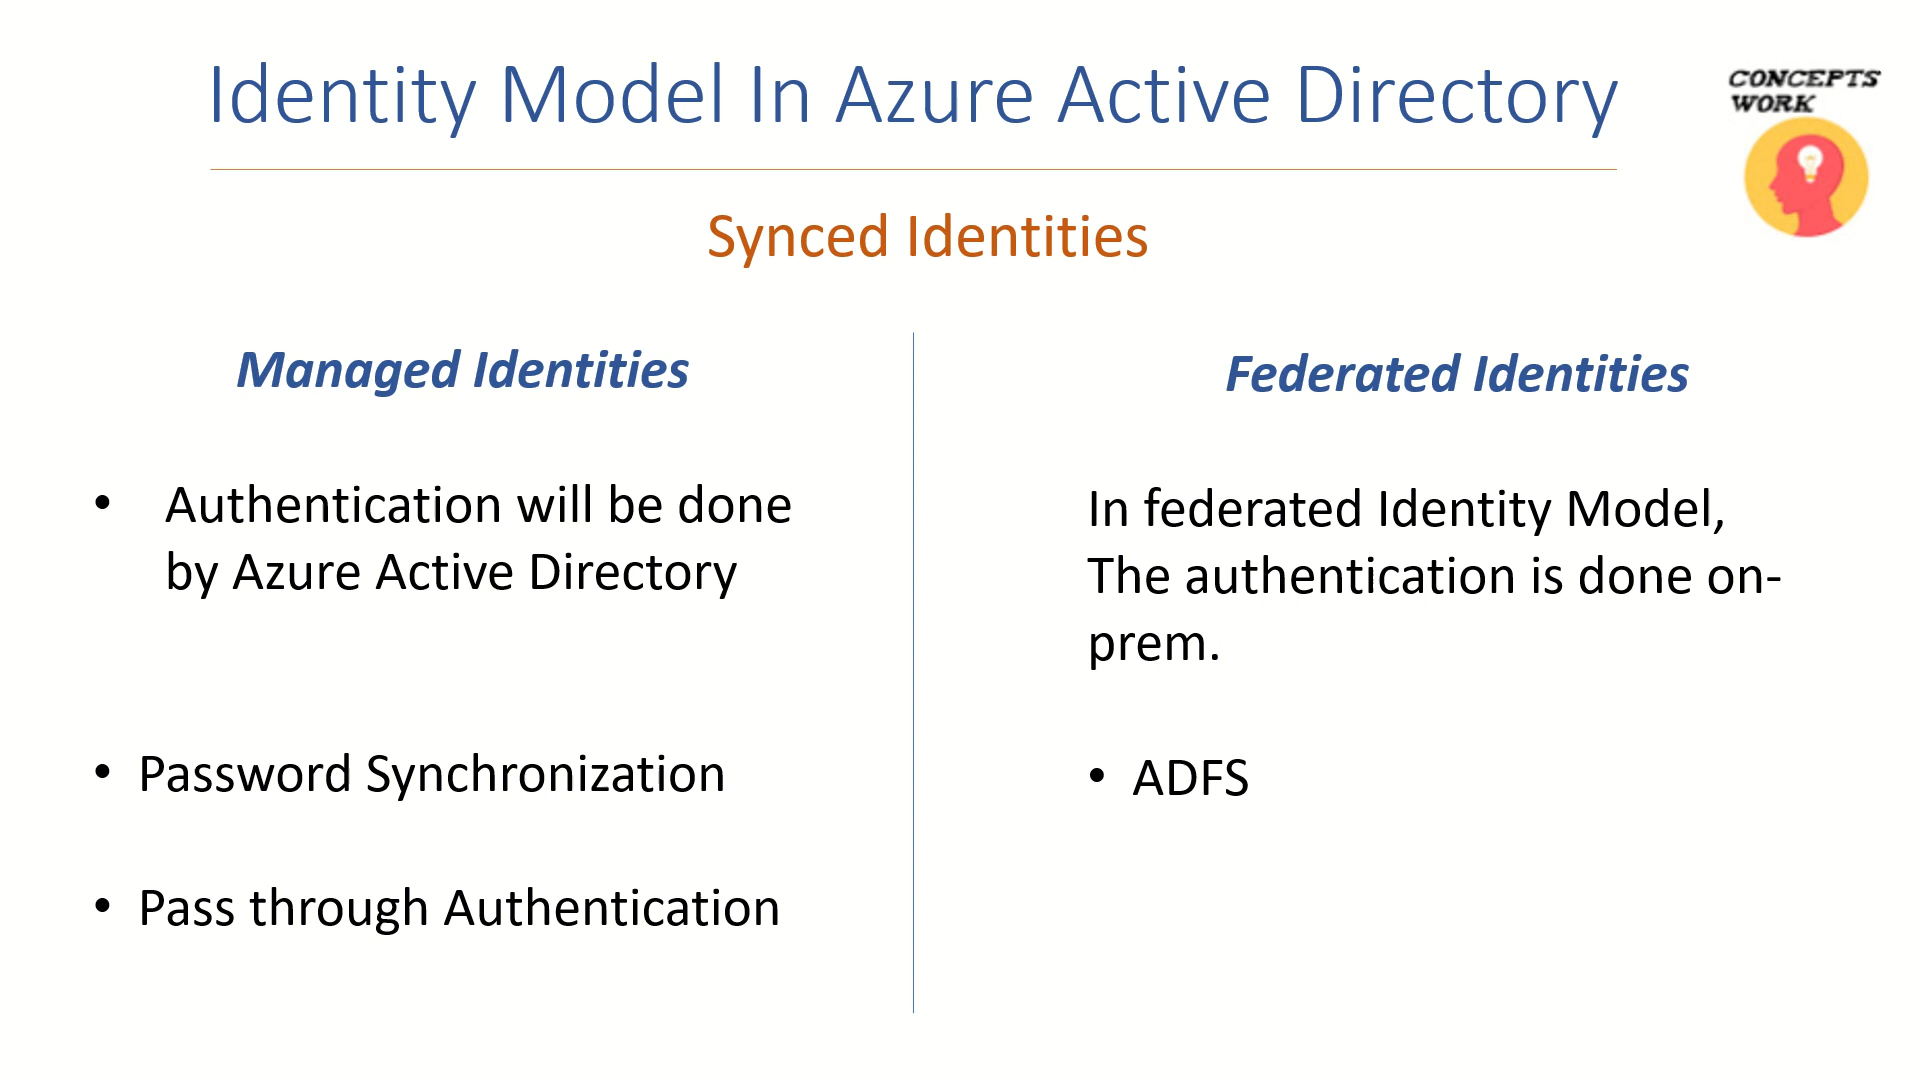 Identity Model In Azure Active Directory
CONCEPTS
WORK
Synced Identities
Managed Identities
• Authentication will be done
by Azure Active Directory
• Password Synchronization
• Pass through Authentication
Federated Identities
In federated Identity Model,
The authentication is done on-
prem.
• ADFS